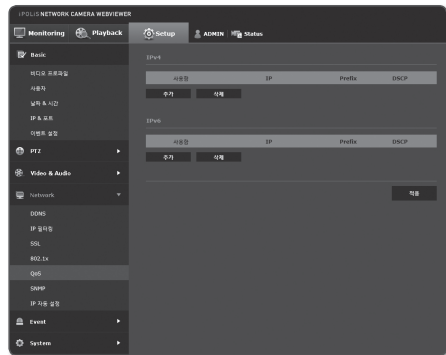 iPOLiS NETWORK CAMERA WEBVIEWER
Monitoring Playback Setup ADMIN Status
Basic
비디오 프로파일
사용자
날짜 & 시간
IP & 포트
이벤트 설정
PTZ
Video & Audio
Network
DDNS
IP 필터링
SSL
802.1x
QoS
SNMP
IP 자동 설정
Event
System
IPv4
사용함 IP Prefix DSCP
추가 삭제
IPv6
사용함 IP Prefix DSCP
추가 삭제
적용